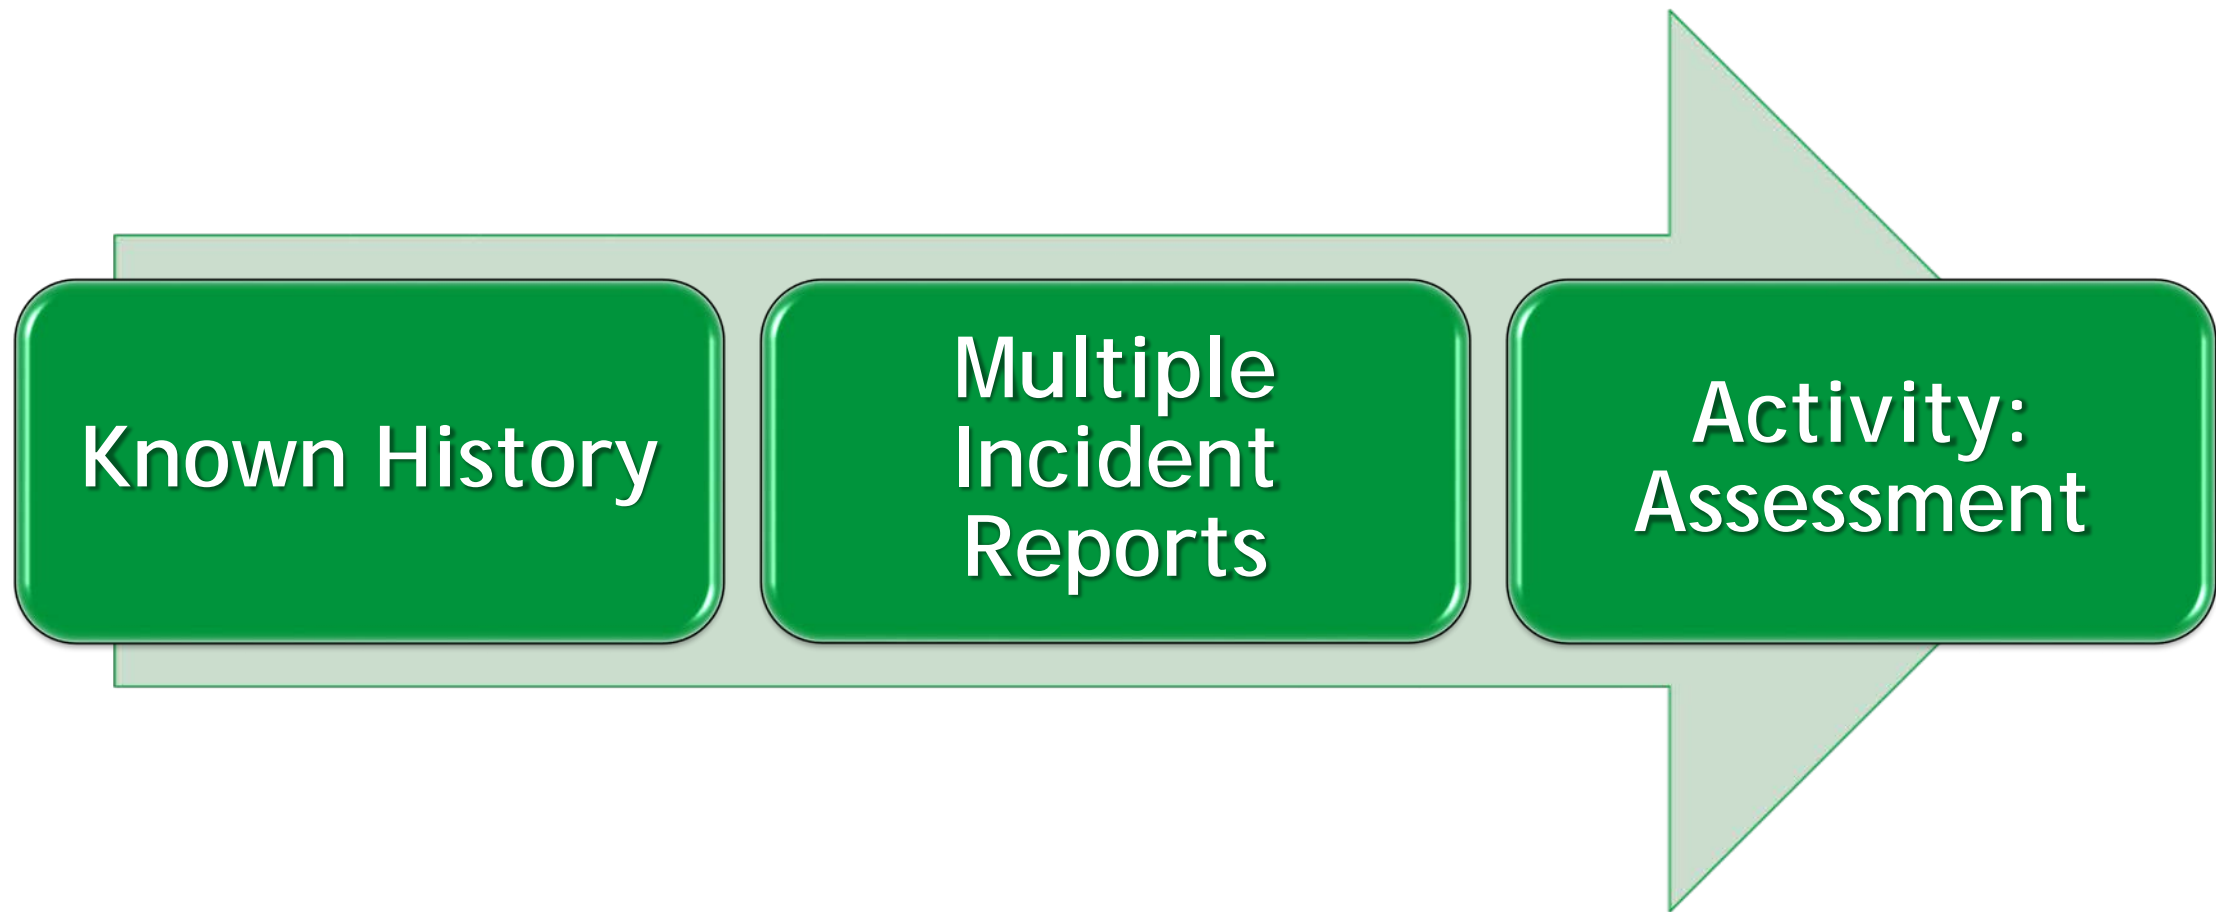 Known History
Multiple
Incident
Reports
Activity:
Assessment